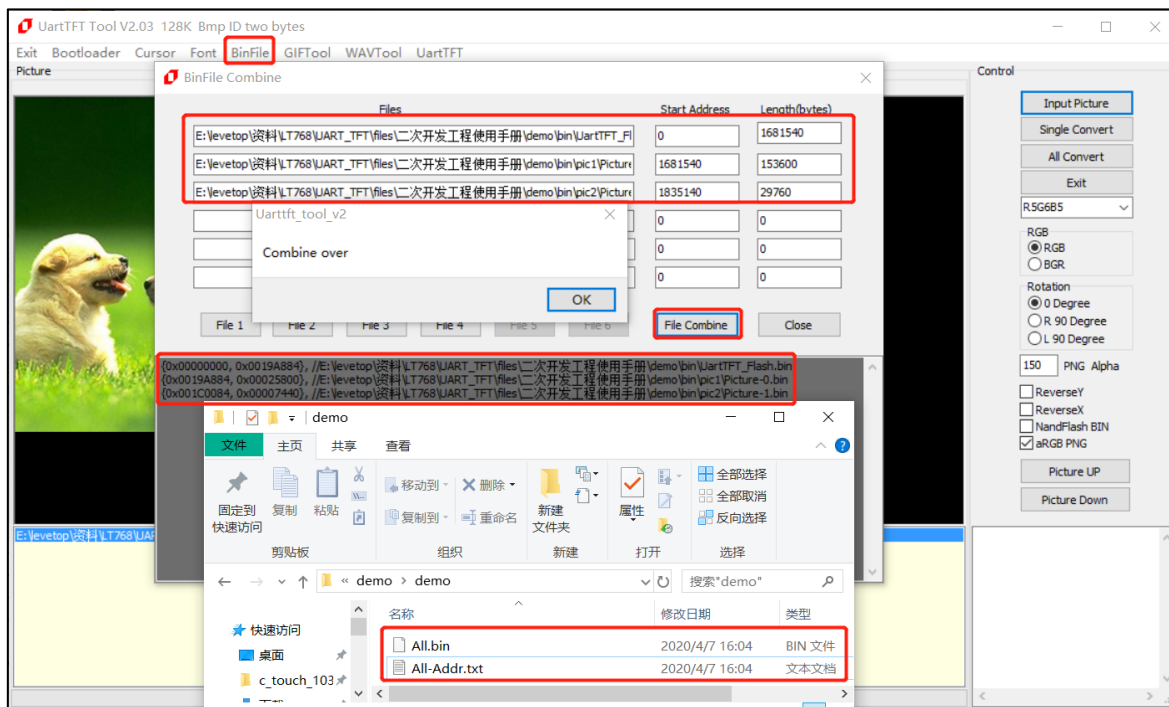 UartTFT Tool V2.03 128K Bmp ID two bytes
Exit Bootloader Cursor Font BinFile GIFTool WAVTool UartTFT
Picture
BinFile Combine
Files Start Address Length(bytes)
E:\levetop\资料\LT768\UART_TFT\files\二次开发工程使用手册\demo\bin\UartTFT_Fl 0 1681540
E:\levetop\资料\LT768\UART_TFT\files\二次开发工程使用手册\demo\bin\pic1\Picture 1681540 153600
E:\levetop\资料\LT768\UART_TFT\files\二次开发工程使用手册\demo\bin\pic2\Picture 1835140 29760
0 0
0 0
0 0
Uarttft_tool_v2
Combine over
OK
File 1 File 2 File 3 File 4 File 5 File 6 File Combine Close
{0x00000000, 0x0019A884}, //E:\levetop\资料\LT768\UART_TFT\files\二次开发工程使用手册\demo\bin\UartTFT_Flash.bin
{0x0019A884, 0x00025800}, //E:\levetop\资料\LT768\UART_TFT\files\二次开发工程使用手册\demo\bin\pic1\Picture-0.bin
{0x001C0084, 0x00007440}, //E:\levetop\资料\LT768\UART_TFT\files\二次开发工程使用手册\demo\bin\pic2\Picture-1.bin
E:\levetop\资料\LT768\UAR
demo
文件 主页 共享 查看
固定到
快速访问
复制
粘贴
移动到
复制到
删除
重命名
新建
文件夹
属性
全部选择
全部取消
反向选择
剪贴板 组织 新建 打开 选择
« demo › demo
搜索"demo"
名称 修改日期 类型
快速访问
桌面
c_touch_103
All.bin 2020/4/7 16:04 BIN 文件
All-Addr.txt 2020/4/7 16:04 文本文档
Control
Input Picture
Single Convert
All Convert
Exit
R5G6B5
RGB
RGB
BGR
Rotation
0 Degree
R 90 Degree
L 90 Degree
150 PNG Alpha
ReverseY
ReverseX
NandFlash BIN
aRGB PNG
Picture UP
Picture Down